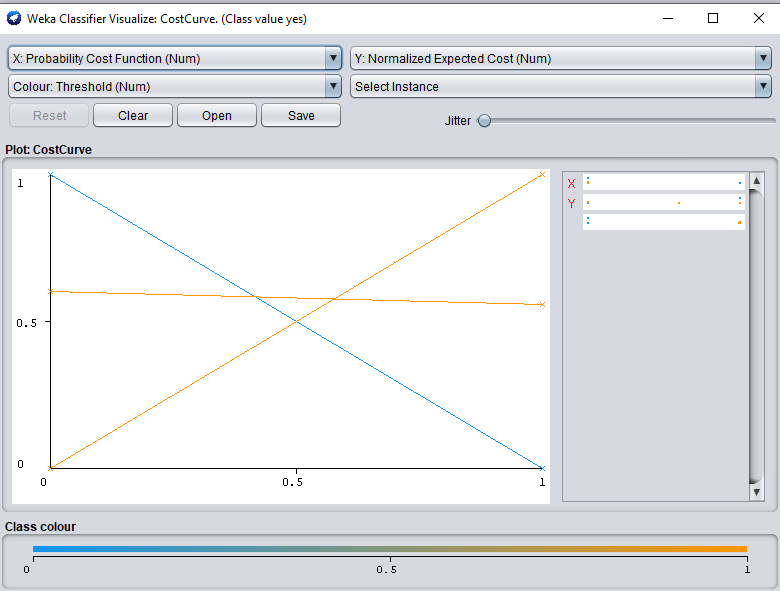 Weka Classifier Visualize: CostCurve. (Class value yes)
X: Probability Cost Function (Num) Y: Normalized Expected Cost (Num)
Colour: Threshold (Num) Select Instance
Reset Clear Open Save Jitter
Plot: CostCurve
1
0.5
0
0 0.5 1
X
Y
Class colour
0 0.5 1